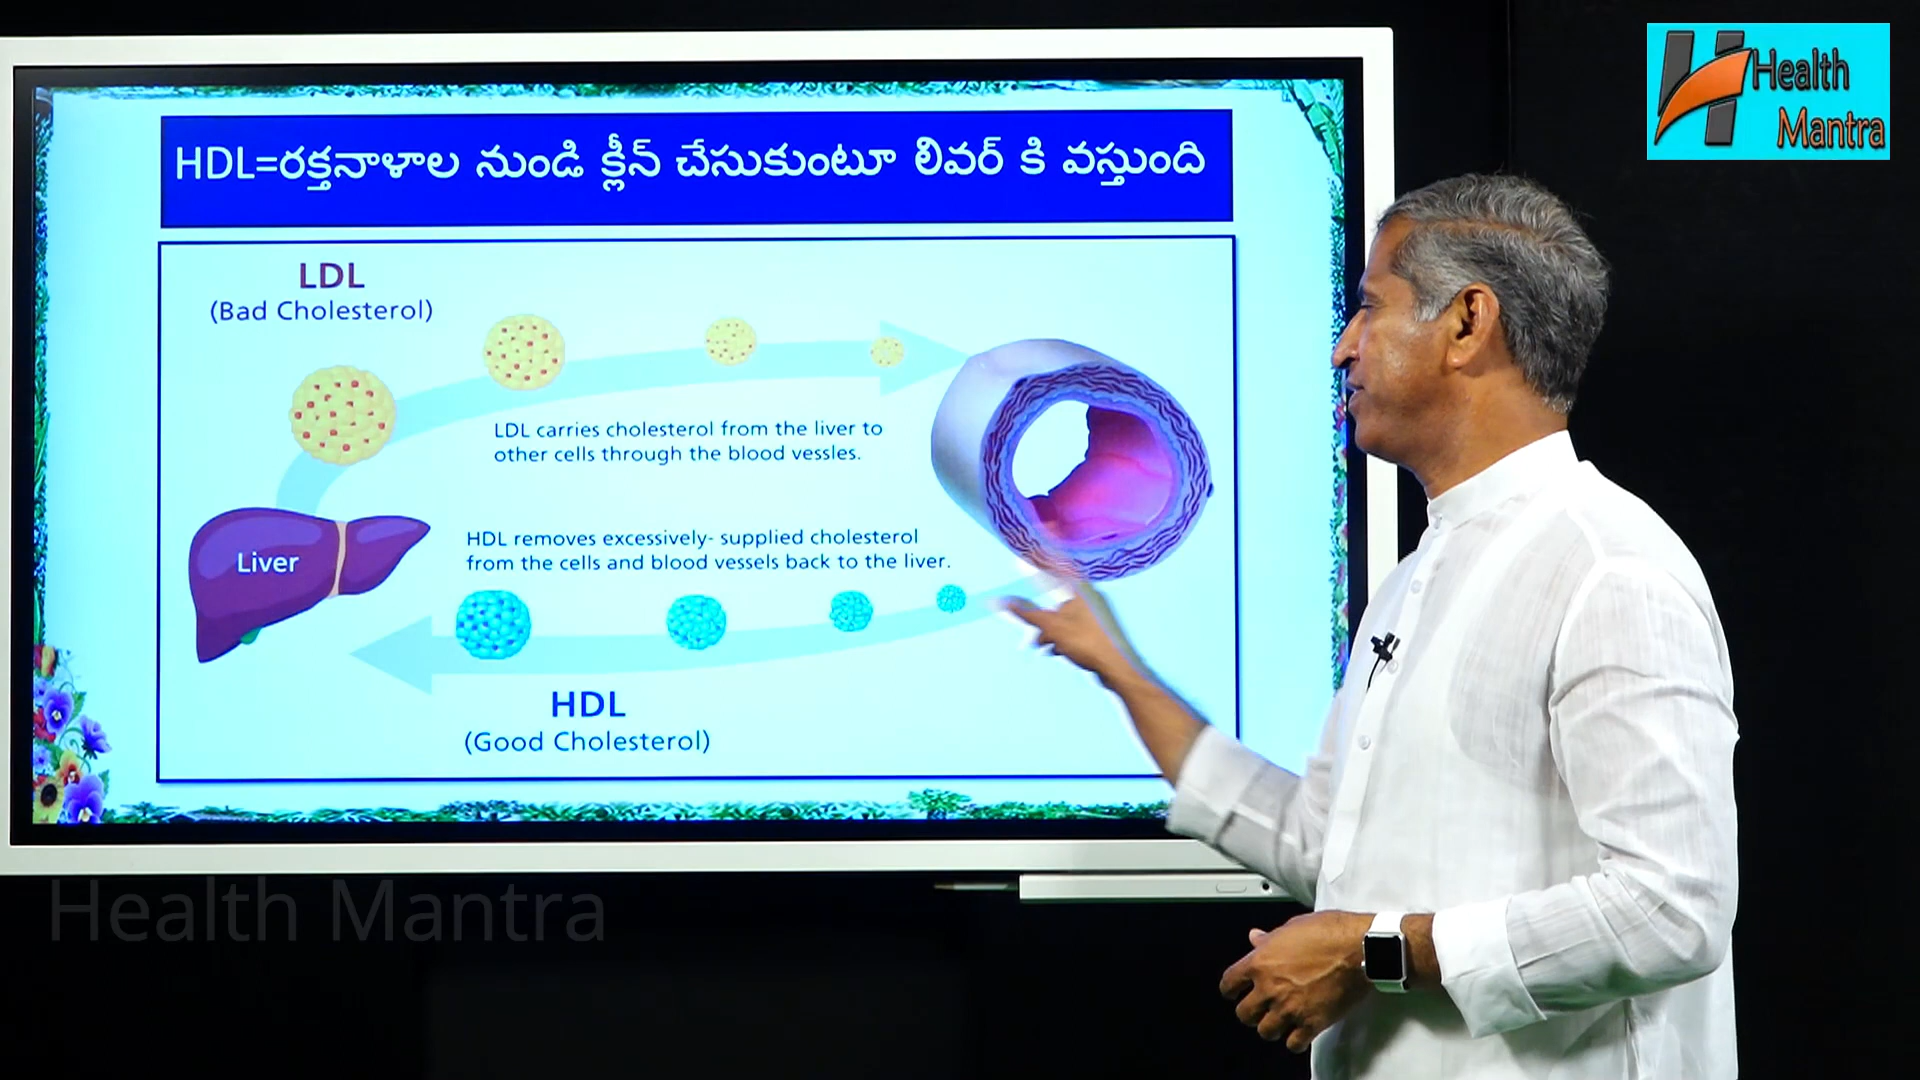 Health
Mantra
HDL=రక్తనాళాల నుండి క్లీన్ చేసుకుంటూ లివర్ కి వస్తుంది
LDL
(Bad Cholesterol)
LDL carries cholesterol from the liver to
other cells through the blood vessles.
Liver
HDL removes excessively- supplied cholesterol
from the cells and blood vessels back to the liver.
HDL
(Good Cholesterol)
Health Mantra